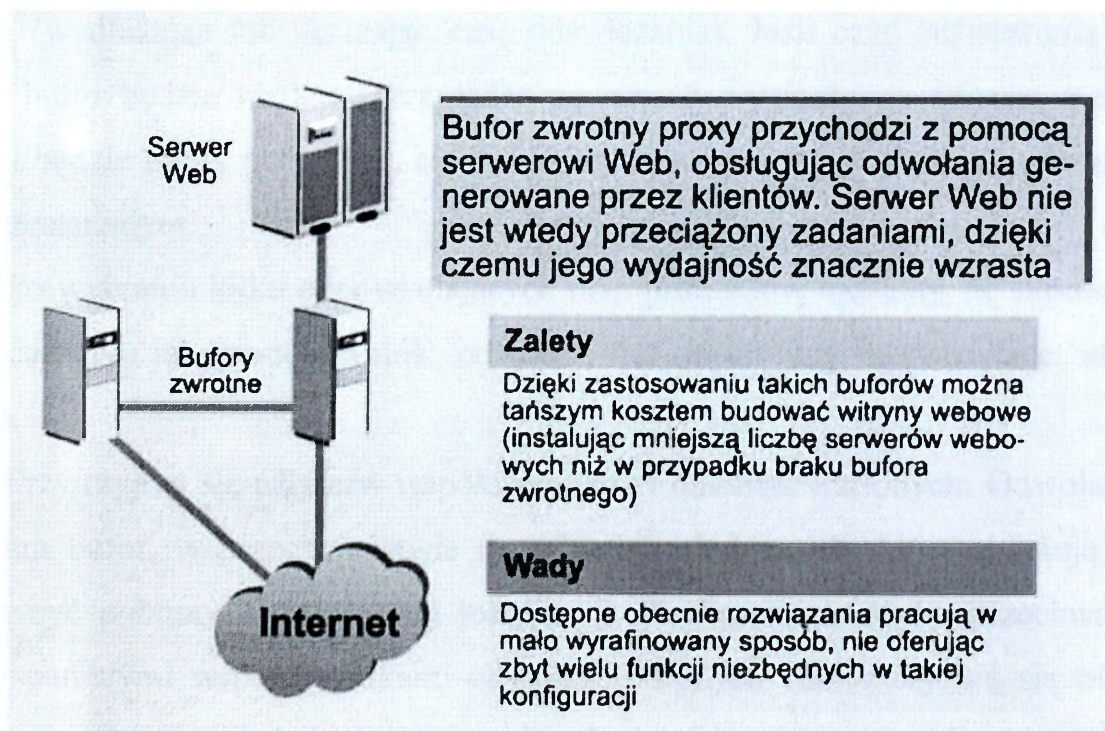 Serwer
Web
Bufor zwrotny proxy przychodzi z pomocą
serwerowi Web, obsługując odwołania ge-
nerowane przez klientów. Serwer Web nie
jest wtedy przeciążony zadaniami, dzięki
czemu jego wydajność znacznie wzrasta
Bufory
zwrotne
Internet
Zalety
Dzięki zastosowaniu takich buforów można
tańszym kosztem budować witryny webowe
(instalując mniejszą liczbę serwerów webo-
wych niż w przypadku braku bufora
zwrotnego)
Wady
Dostępne obecnie rozwiązania pracują w
mało wyrafinowany sposób, nie oferując
zbyt wielu funkcji niezbędnych w takiej
konfiguracji